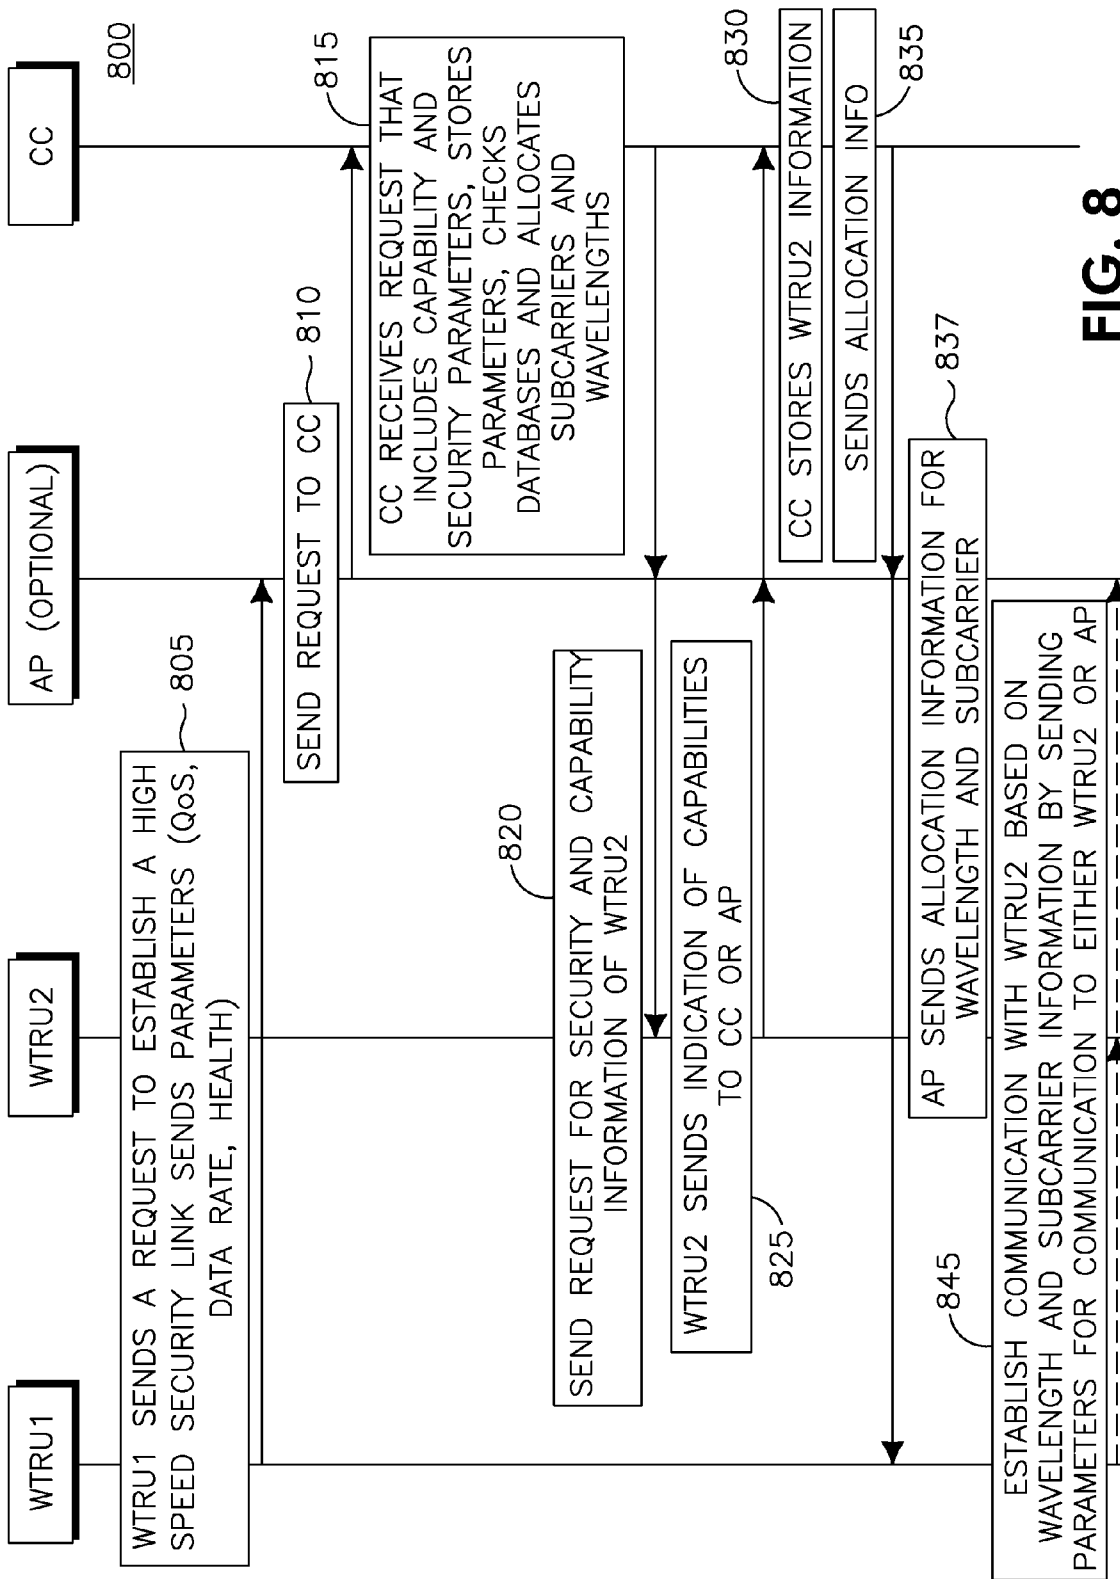 800
WTRU1
WTRU2
AP (OPTIONAL)
CC
WTRU1 SENDS A REQUEST TO ESTABLISH A HIGH
SPEED SECURITY LINK SENDS PARAMETERS (QoS,
DATA RATE, HEALTH)
805
SEND REQUEST TO CC
810
CC RECEIVES REQUEST THAT
INCLUDES CAPABILITY AND
SECURITY PARAMETERS, STORES
PARAMETERS, CHECKS
DATABASES AND ALLOCATES
SUBCARRIERS AND
WAVELENGTHS
815
SEND REQUEST FOR SECURITY AND CAPABILITY
INFORMATION OF WTRU2
820
WTRU2 SENDS INDICATION OF CAPABILITIES
TO CC OR AP
825
CC STORES WTRU2 INFORMATION
830
SENDS ALLOCATION INFO
835
AP SENDS ALLOCATION INFORMATION FOR
WAVELENGTH AND SUBCARRIER
837
ESTABLISH COMMUNICATION WITH WTRU2 BASED ON
WAVELENGTH AND SUBCARRIER INFORMATION BY SENDING
PARAMETERS FOR COMMUNICATION TO EITHER WTRU2 OR AP
845
FIG. 8